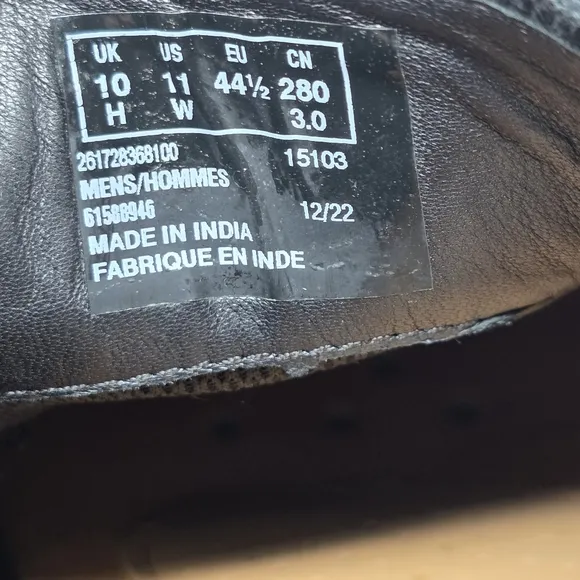 UK US EU CN
10 11 44½ 280
H W 3.0
261728368100 15103
MENS/HOMMES
61588946 12/22
MADE IN INDIA
FABRIQUE EN INDE